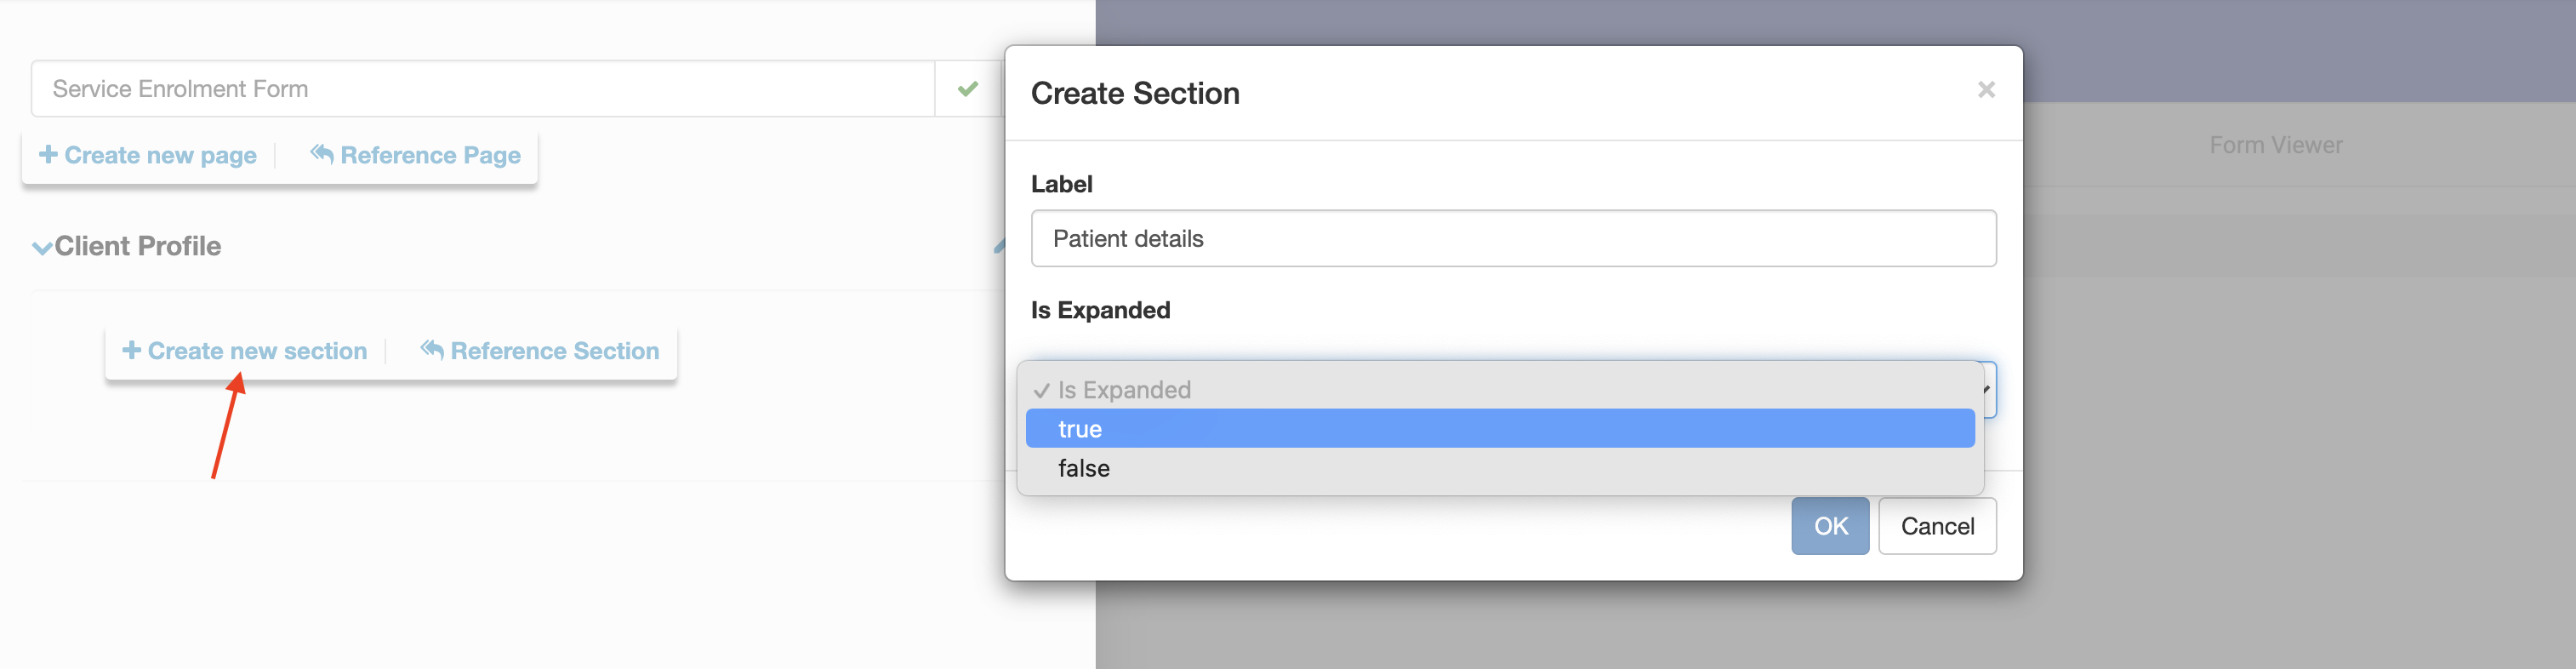 Service Enrolment Form
Create new page
Reference Page
Client Profile
Create new section
Reference Section
Create Section
×
Label
Patient details
Is Expanded
Is Expanded
true
false
OK
Cancel
Form Viewer